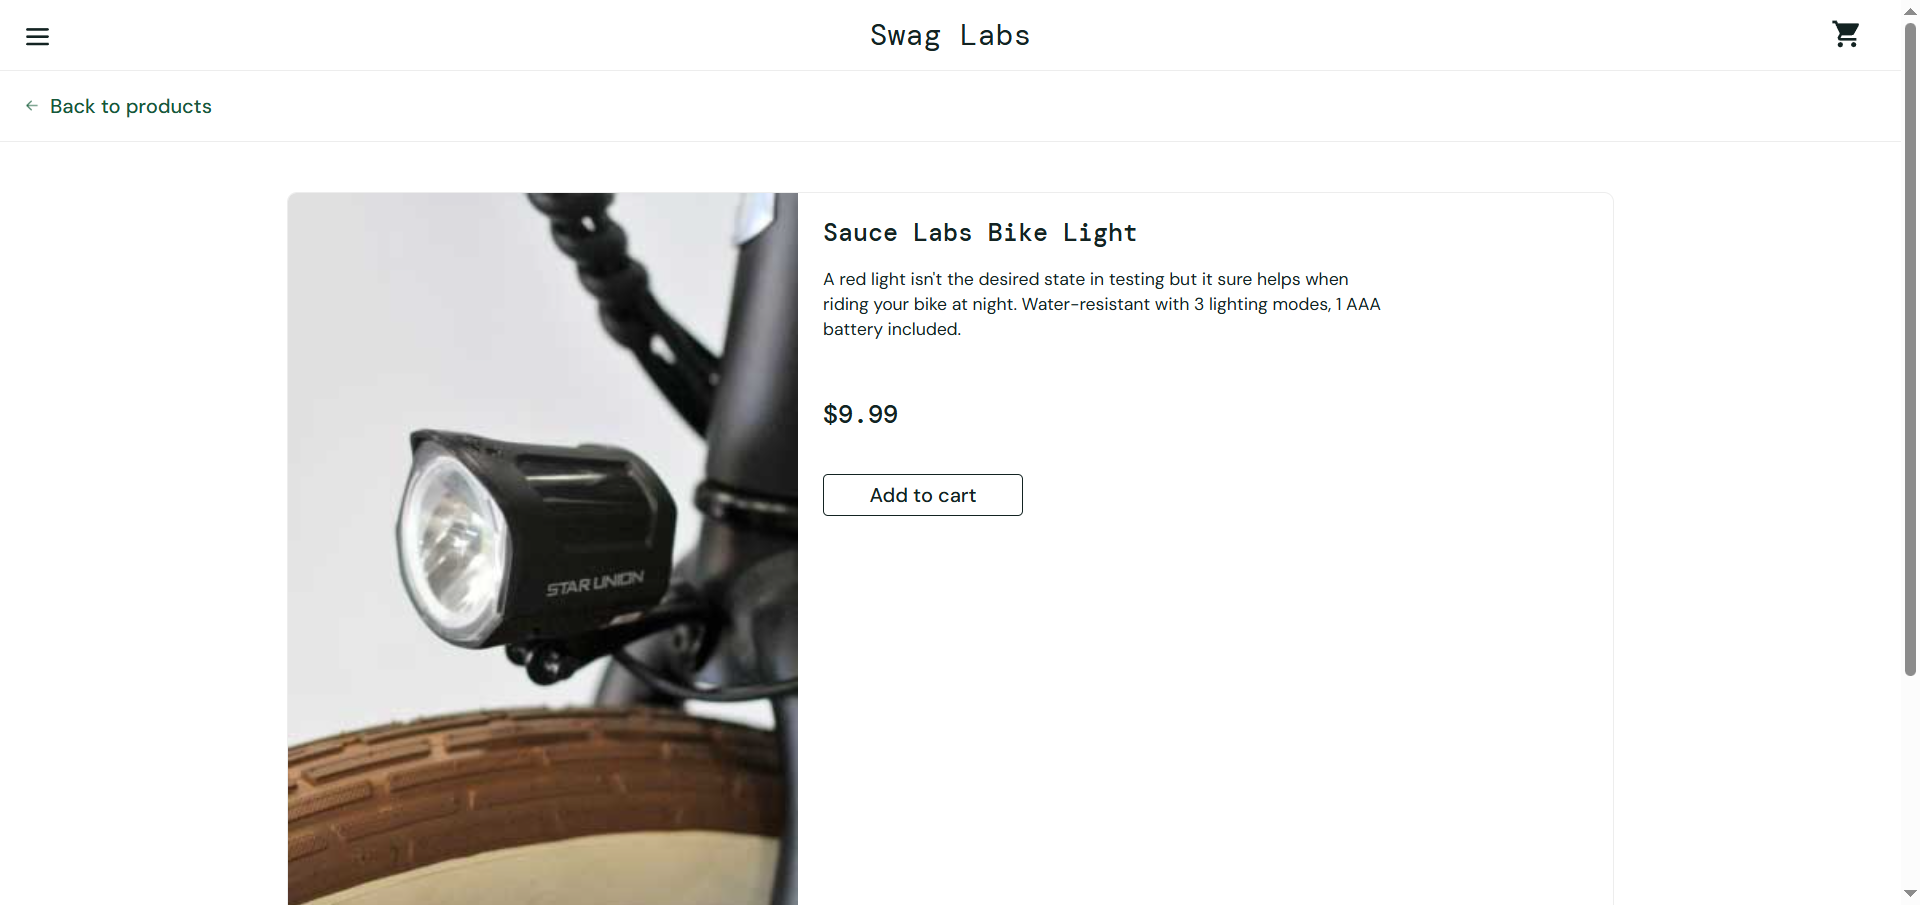 Swag Labs
Back to products
Sauce Labs Bike Light
A red light isn't the desired state in testing but it sure helps when
riding your bike at night. Water-resistant with 3 lighting modes, 1 AAA
battery included.
$9.99
Add to cart
STAR UNION